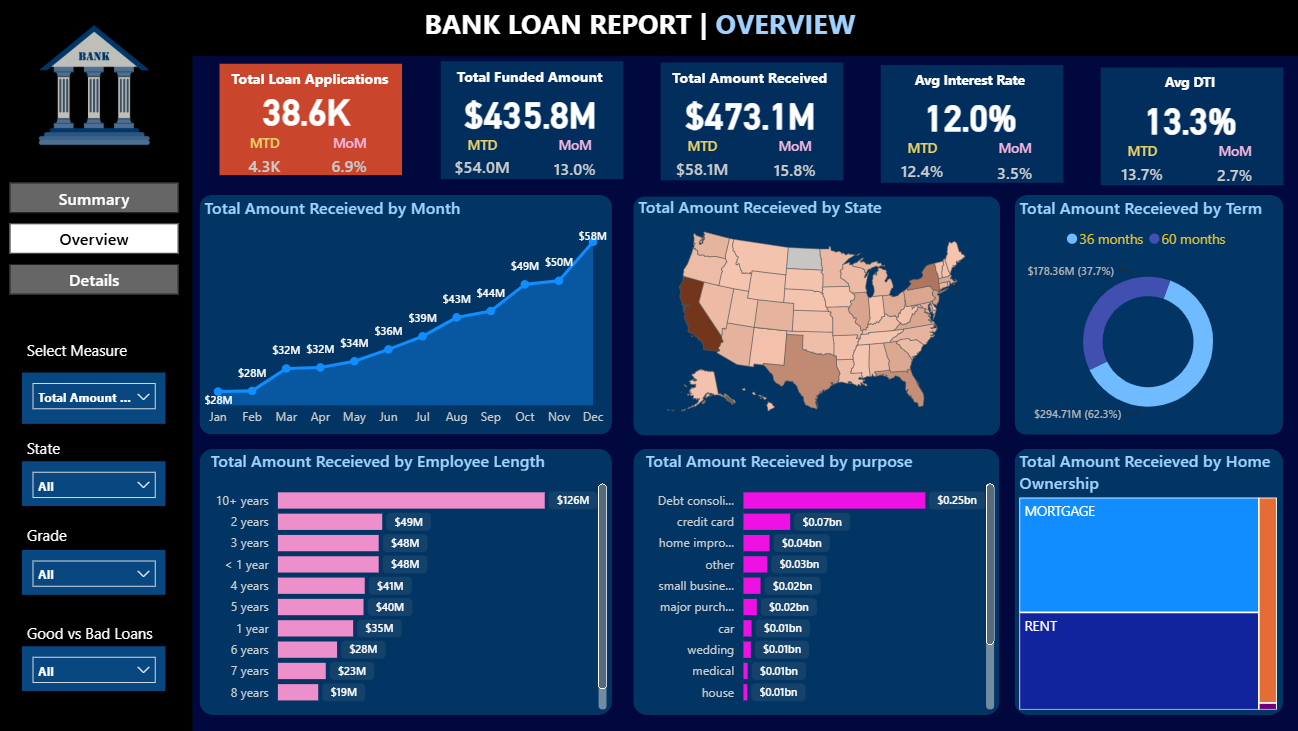 BANK LOAN REPORT | OVERVIEW
BANK
Total Loan Applications
38.6K
MTD MoM
4.3K 6.9%
Total Funded Amount
$435.8M
MTD MoM
$54.0M 13.0%
Total Amount Received
$473.1M
MTD MoM
$58.1M 15.8%
Avg Interest Rate
12.0%
MTD MoM
12.4% 3.5%
Avg DTI
13.3%
MTD MoM
13.7% 2.7%
Summary
Overview
Details
Select Measure
Total Amount ...
State
All
Grade
All
Good vs Bad Loans
All
Total Amount Receieved by Month
$28M
$28M
$32M
$32M
$34M
$36M
$39M
$43M
$44M
$49M
$50M
$58M
Jan Feb Mar Apr May Jun Jul Aug Sep Oct Nov Dec
Total Amount Receieved by State
Total Amount Receieved by Term
36 months 60 months
$178.36M (37.7%)
$294.71M (62.3%)
Total Amount Receieved by Employee Length
10+ years $126M
2 years $49M
3 years $48M
< 1 year $48M
4 years $41M
5 years $40M
1 year $35M
6 years $28M
7 years $23M
8 years $19M
Total Amount Receieved by purpose
Debt consoli... $0.25bn
credit card $0.07bn
home impro... $0.04bn
other $0.03bn
small busine... $0.02bn
major purch... $0.02bn
car $0.01bn
wedding $0.01bn
medical $0.01bn
house $0.01bn
Total Amount Receieved by Home
Ownership
MORTGAGE
RENT